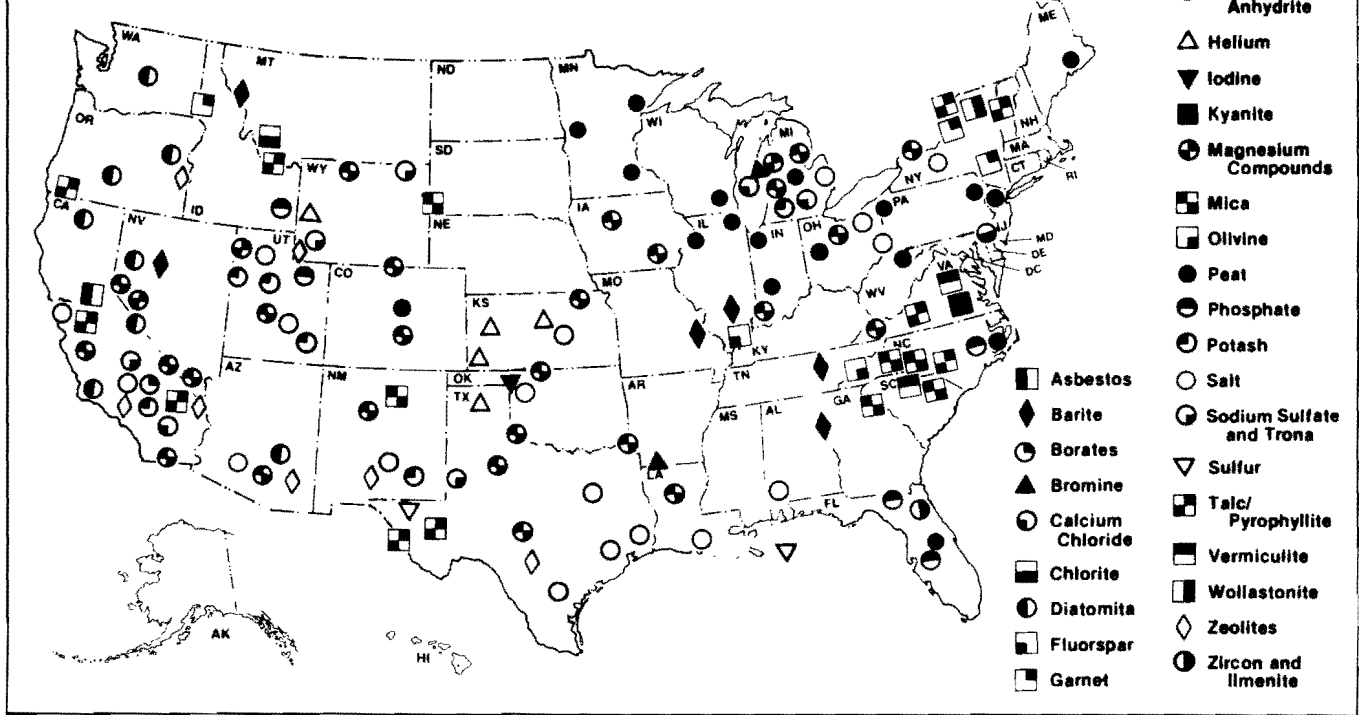 WA
MT
ND
MN
ME
OR
SD
WI
MI
NH
WY
NY
MA
CT
RI
CA
NV
ID
UT
NE
IA
IL
IN
OH
PA
NJ
MD
DE
DC
CO
KS
MO
WV
VA
KY
NC
AZ
NM
OK
TX
AR
TN
SC
MS
AL
GA
LA
FL
AK
HI
Asbestos
Barite
Borates
Bromine
Calcium
Chloride
Chlorite
Diatomita
Fluorspar
Garnet
Anhydrite
Helium
Iodine
Kyanite
Magnesium
Compounds
Mica
Olivine
Peat
Phosphate
Potash
Salt
Sodium Sulfate
and Trona
Sulfur
Talc/
Pyrophyllite
Vermiculite
Wollastonite
Zeolites
Zircon and
Ilmenite